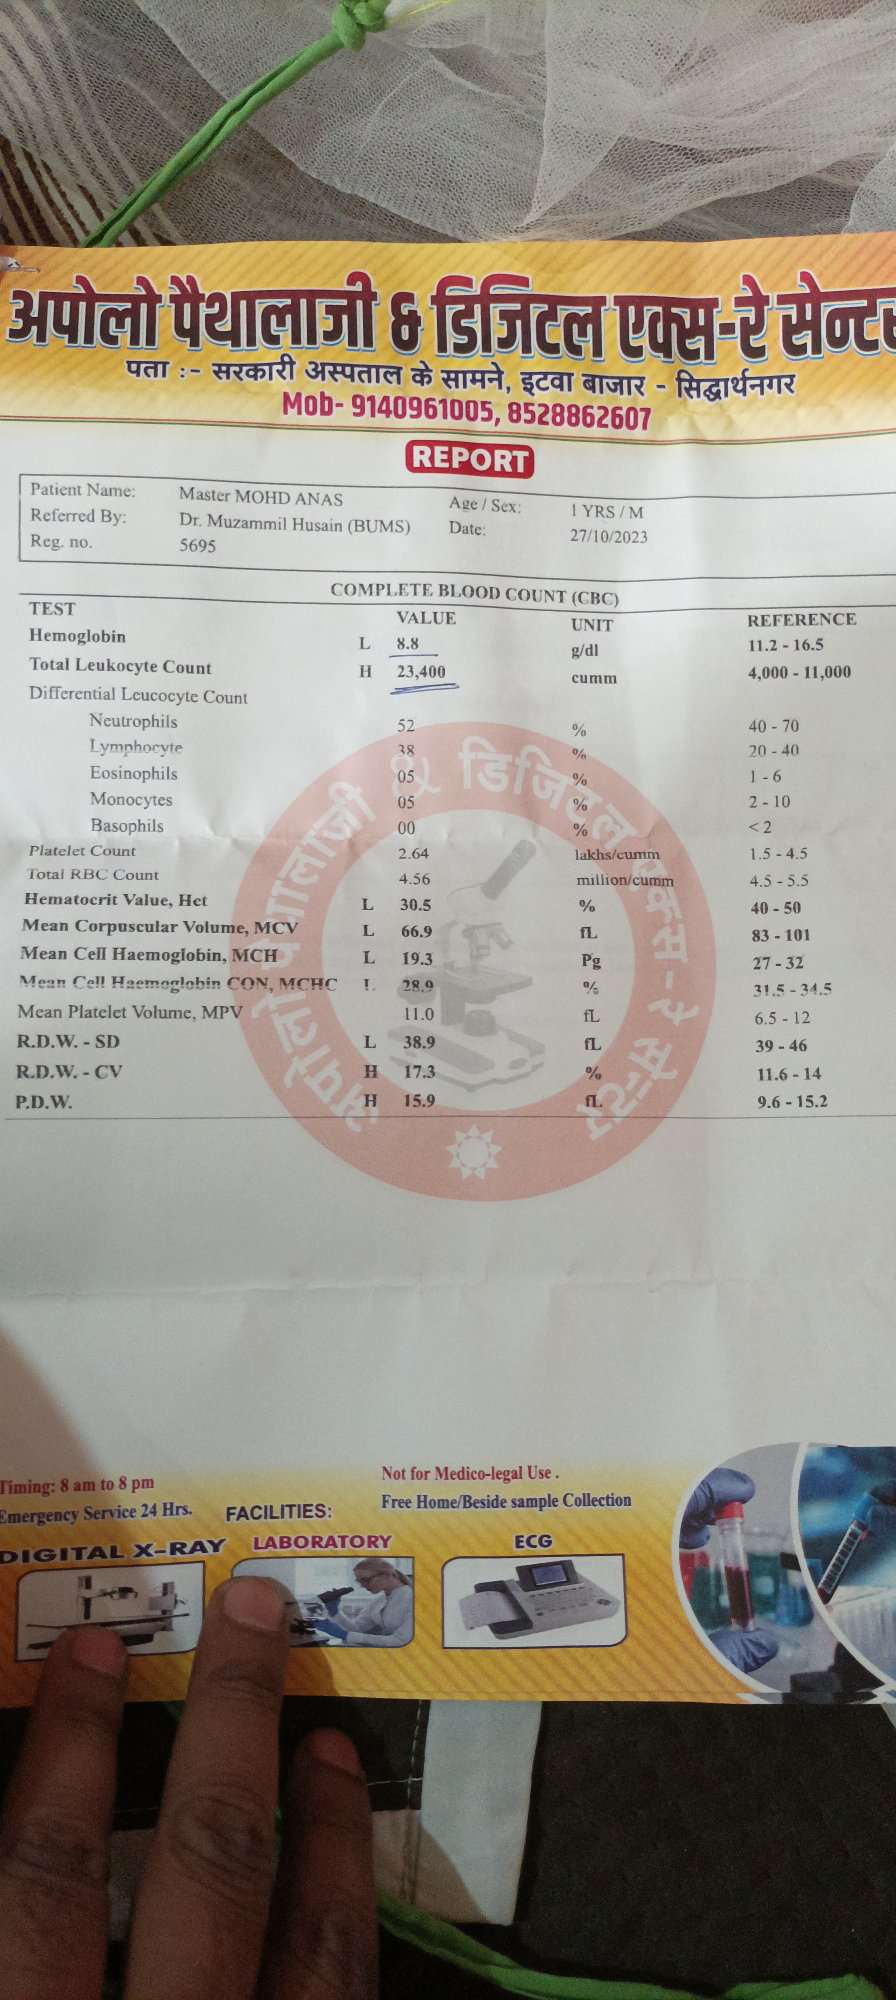 अपोलो पैथालाजी & डिजिटल एक्स-रे सेन्टर
पता :- सरकारी अस्पताल के सामने, इटवा बाजार - सिद्धार्थनगर
Mob- 9140961005, 8528862607
REPORT
Patient Name: Master MOHD ANAS Age / Sex: 1 YRS / M
Referred By: Dr. Muzammil Husain (BUMS) Date: 27/10/2023
Reg. no. 5695
COMPLETE BLOOD COUNT (CBC)
TEST VALUE UNIT REFERENCE
Hemoglobin L 8.8 g/dl 11.2 - 16.5
Total Leukocyte Count H 23,400 cumm 4,000 - 11,000
Differential Leucocyte Count
Neutrophils 52 % 40 - 70
Lymphocyte 38 % 20 - 40
Eosinophils 05 % 1 - 6
Monocytes 05 % 2 - 10
Basophils 00 % < 2
Platelet Count 2.64 lakhs/cumm 1.5 - 4.5
Total RBC Count 4.56 million/cumm 4.5 - 5.5
Hematocrit Value, Hct L 30.5 % 40 - 50
Mean Corpuscular Volume, MCV L 66.9 fL 83 - 101
Mean Cell Haemoglobin, MCH L 19.3 Pg 27 - 32
Mean Cell Haemoglobin CON, MCHC L 28.9 % 31.5 - 34.5
Mean Platelet Volume, MPV 11.0 fL 6.5 - 12
R.D.W. - SD L 38.9 fL 39 - 46
R.D.W. - CV H 17.3 % 11.6 - 14
P.D.W. H 15.9 fL 9.6 - 15.2
अपोलो पैथालाजी & डिजिटल एक्स-रे सेन्टर
Timing: 8 am to 8 pm
Emergency Service 24 Hrs.
Not for Medico-legal Use .
Free Home/Beside sample Collection
FACILITIES:
DIGITAL X-RAY LABORATORY ECG